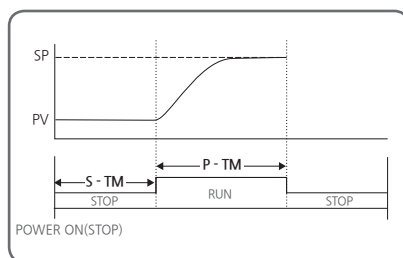 SP
PV
P - TM
S - TM
STOP RUN STOP
POWER ON(STOP)